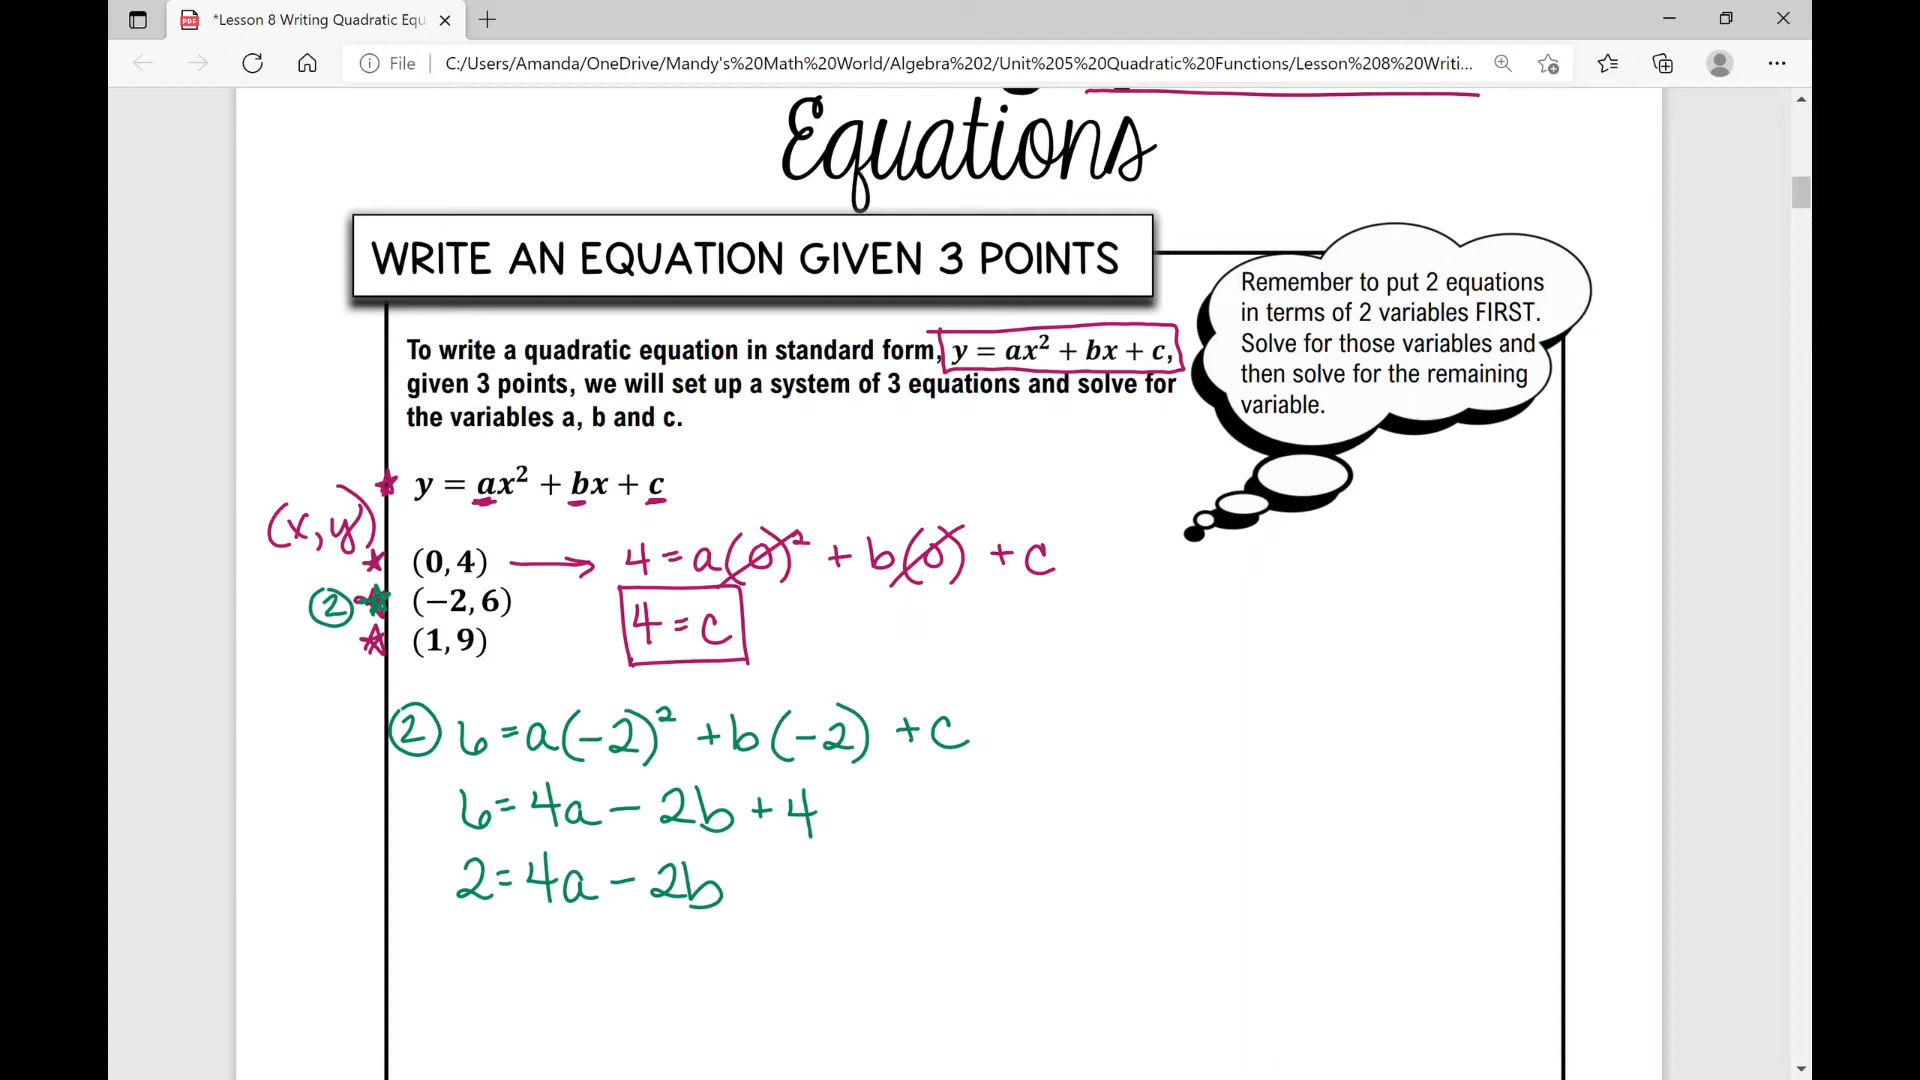 *Lesson 8 Writing Quadratic Equ
File
C:/Users/Amanda/OneDrive/Mandy's%20Math%20World/Algebra%202/Unit%205%20Quadratic%20Functions/Lesson%208%20Writi...
Equations
WRITE AN EQUATION GIVEN 3 POINTS
Remember to put 2 equations
in terms of 2 variables FIRST.
Solve for those variables and
then solve for the remaining
variable.
To write a quadratic equation in standard form, y = ax² + bx + c,
given 3 points, we will set up a system of 3 equations and solve for
the variables a, b and c.
y = ax² + bx + c
(x, y)
(0, 4) → 4 = a(0)² + b(0) + c
② (−2, 6)
4 = c
(1, 9)
② 6 = a(-2)² + b(-2) + c
6 = 4a - 2b + 4
2 = 4a - 2b